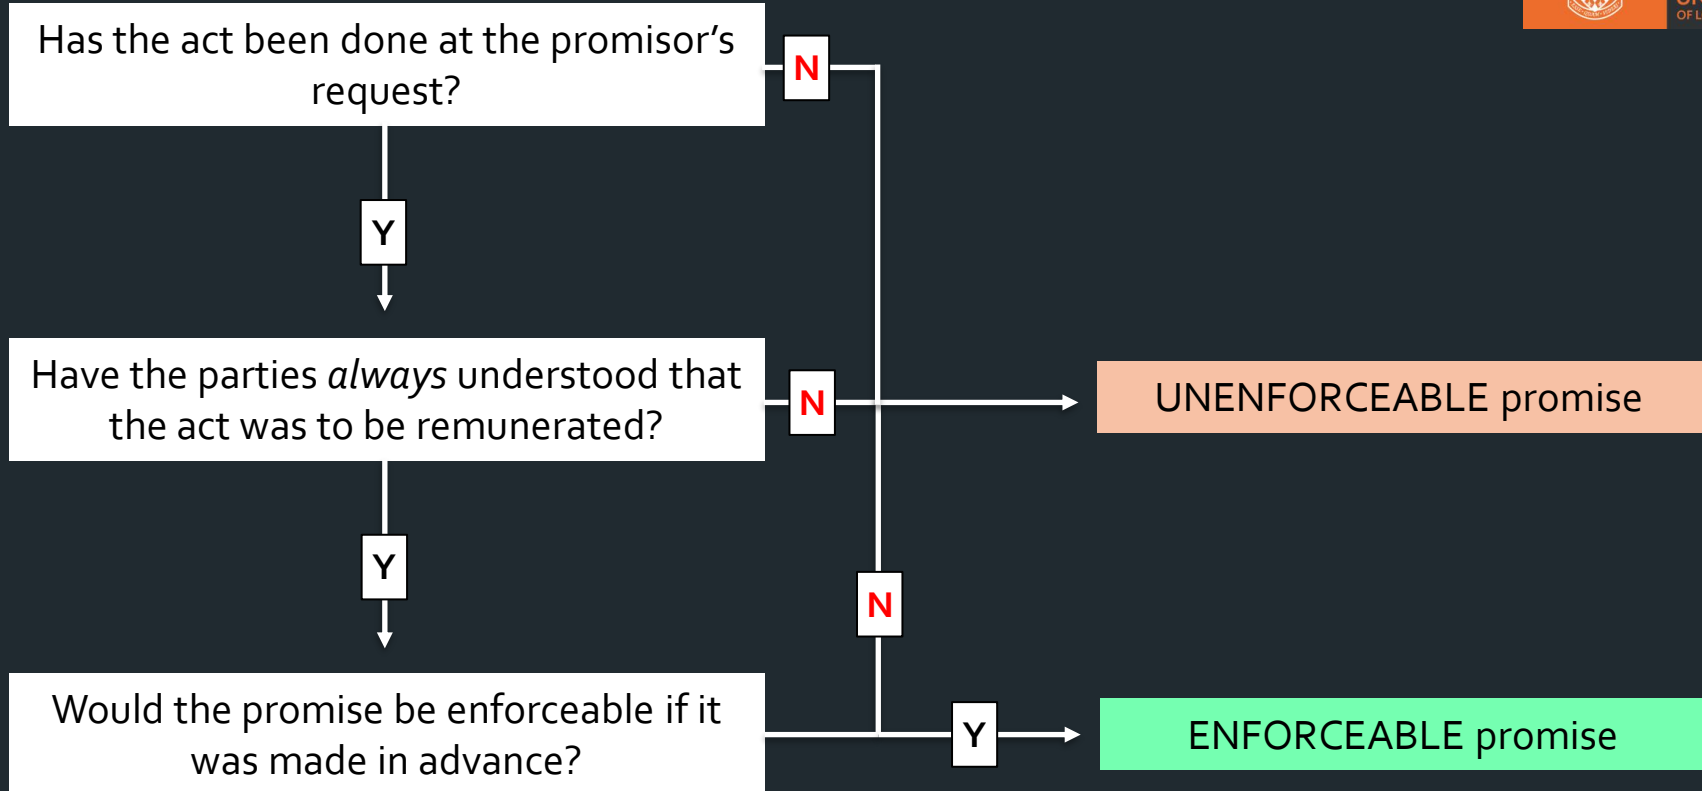 OF L
Has the act been done at the promisor's
request?
N
Y
Have the parties always understood that
the act was to be remunerated?
N
UNENFORCEABLE promise
Y
N
Would the promise be enforceable if it
was made in advance?
Y
ENFORCEABLE promise